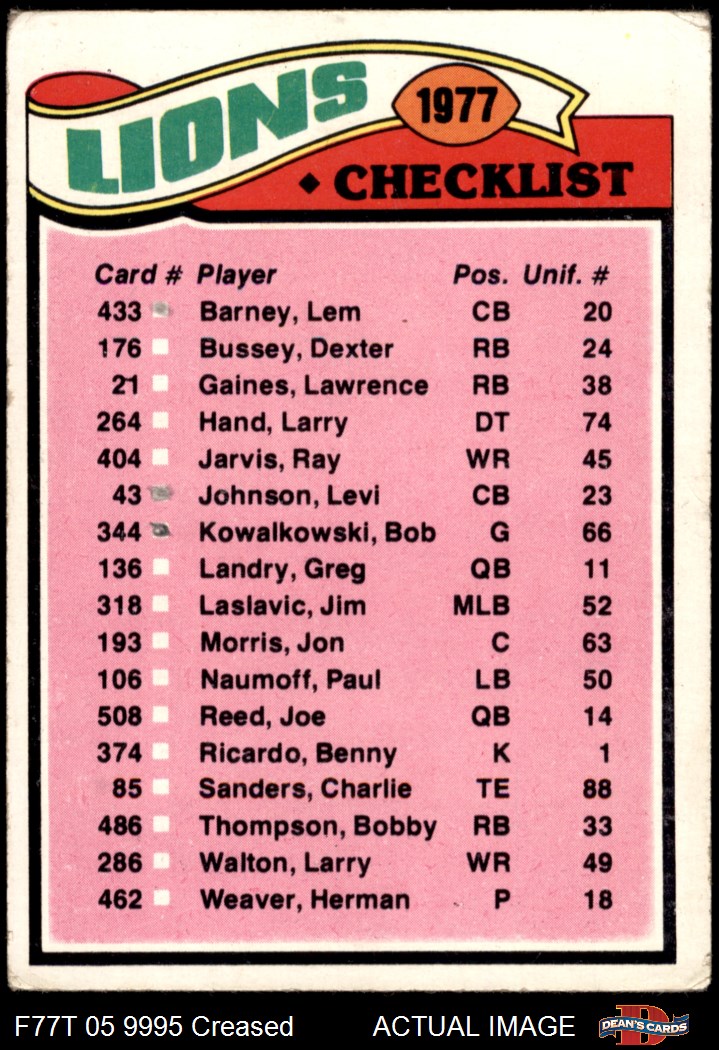 LIONS 1977
♦ CHECKLIST
Card # Player Pos. Unif. #
433 Barney, Lem CB 20
176 Bussey, Dexter RB 24
21 Gaines, Lawrence RB 38
264 Hand, Larry DT 74
404 Jarvis, Ray WR 45
43 Johnson, Levi CB 23
344 Kowalkowski, Bob G 66
136 Landry, Greg QB 11
318 Laslavic, Jim MLB 52
193 Morris, Jon C 63
106 Naumoff, Paul LB 50
508 Reed, Joe QB 14
374 Ricardo, Benny K 1
85 Sanders, Charlie TE 88
486 Thompson, Bobby RB 33
286 Walton, Larry WR 49
462 Weaver, Herman P 18
F77T 05 9995 Creased ACTUAL IMAGE D DEAN'S CARDS